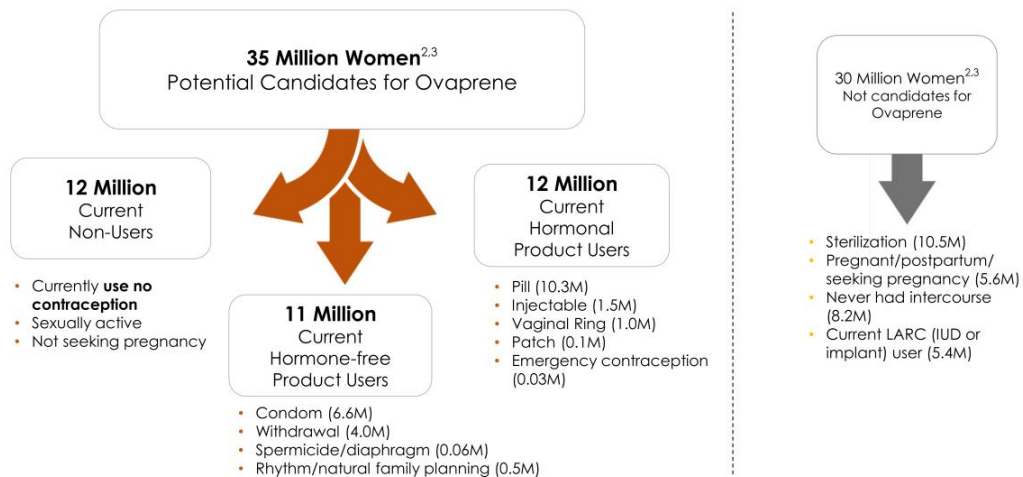 35 Million Women2,3
Potential Candidates for Ovaprene
12 Million
Current
Non-Users
• Currently use no
contraception
• Sexually active
• Not seeking pregnancy
11 Million
Current
Hormone-free
Product Users
• Condom (6.6M)
• Withdrawal (4.0M)
• Spermicide/diaphragm (0.06M)
• Rhythm/natural family planning (0.5M)
12 Million
Current
Hormonal
Product Users
• Pill (10.3M)
• Injectable (1.5M)
• Vaginal Ring (1.0M)
• Patch (0.1M)
• Emergency contraception
(0.03M)
30 Million Women2,3
Not candidates for
Ovaprene
• Sterilization (10.5M)
• Pregnant/postpartum/
seeking pregnancy (5.6M)
• Never had intercourse
(8.2M)
• Current LARC (IUD or
implant) user (5.4M)